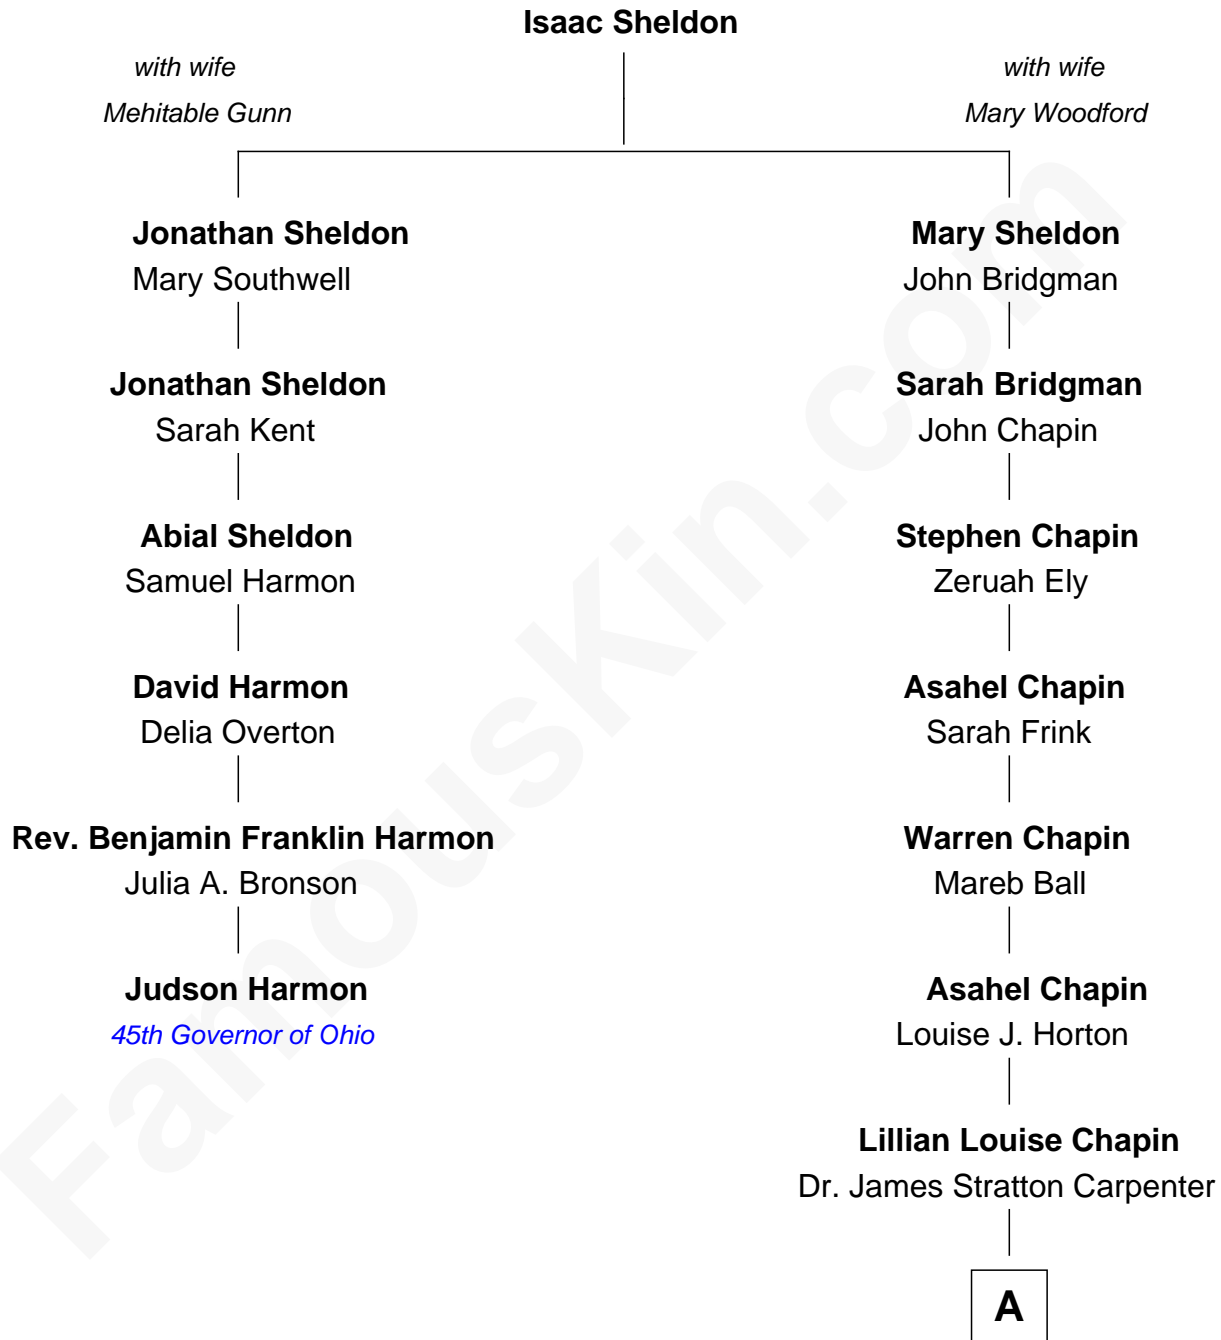 Isaac Sheldon
with wife
Mehitable Gunn
with wife
Mary Woodford
Jonathan Sheldon
Mary Southwell
Mary Sheldon
John Bridgman
Jonathan Sheldon
Sarah Kent
Sarah Bridgman
John Chapin
Abial Sheldon
Samuel Harmon
Stephen Chapin
Zeruah Ely
David Harmon
Delia Overton
Asahel Chapin
Sarah Frink
Rev. Benjamin Franklin Harmon
Julia A. Bronson
Warren Chapin
Mareb Ball
Judson Harmon
45th Governor of Ohio
Asahel Chapin
Louise J. Horton
Lillian Louise Chapin
Dr. James Stratton Carpenter
A
FamousKin.com